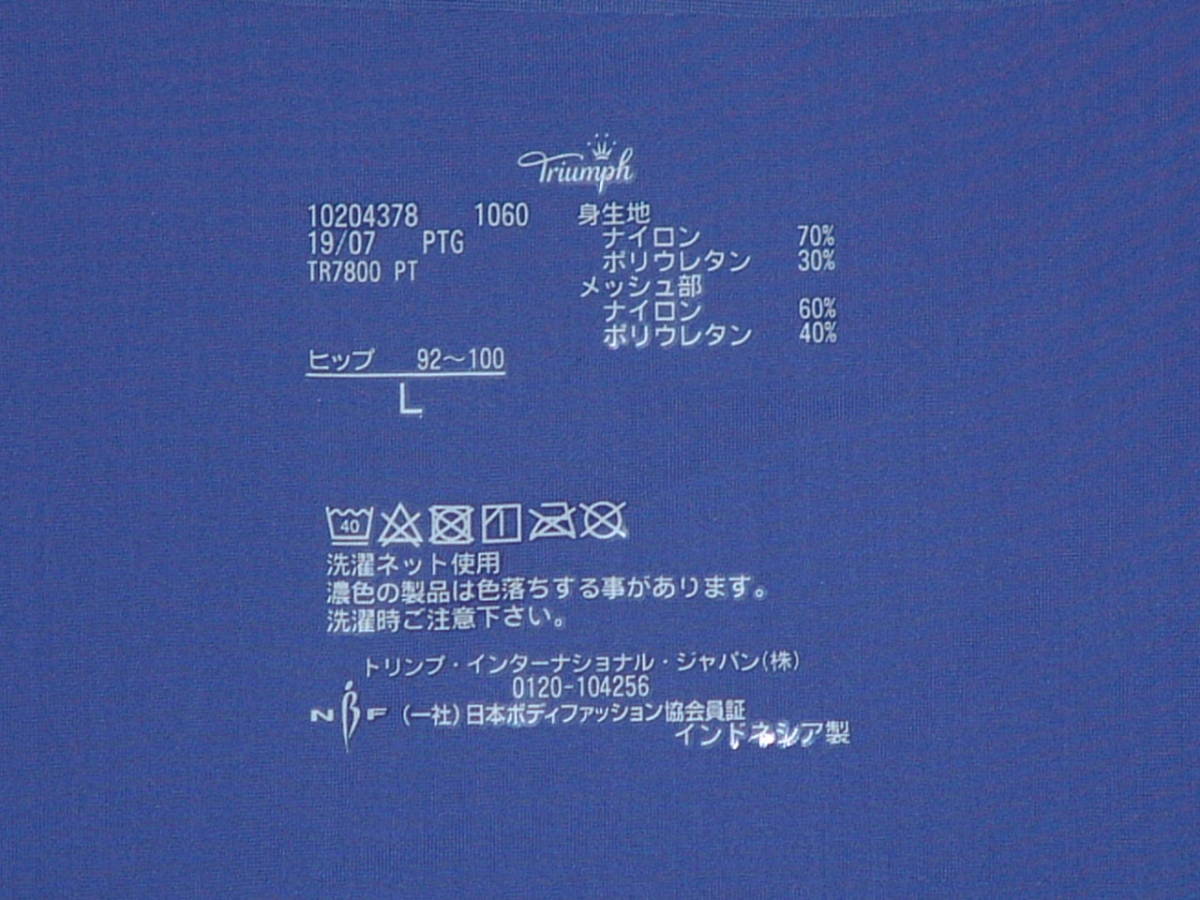 Triumph
10204378 1060
19/07 PTG
TR7800 PT
身生地
ナイロン 70%
ポリウレタン 30%
メッシュ部
ナイロン 60%
ポリウレタン 40%
ヒップ 92〜100
L
40
洗濯ネット使用
濃色の製品は色落ちする事があります。
洗濯時ご注意下さい。
トリンプ・インターナショナル・ジャパン(株)
0120-104256
NBF (一社)日本ボディファッション協会員証
インドネシア製